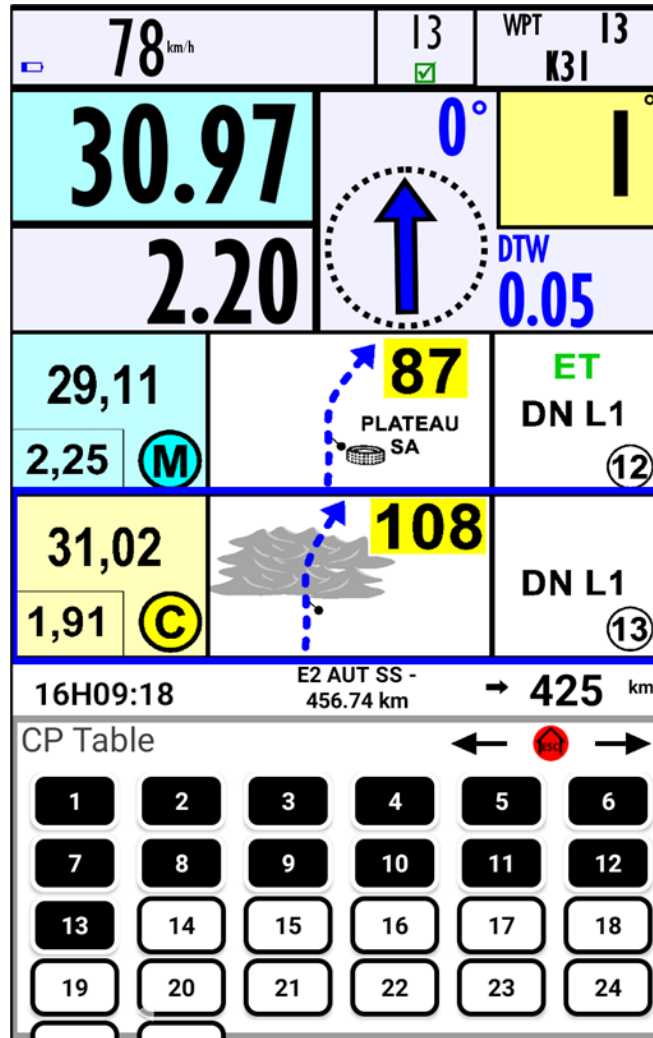 78 km/h
13
WPT 13
K31
30.97
0°
1°
2.20
DTW
0.05
29,11
87
ET
PLATEAU
SA
DN L1
2,25
M
12
31,02
108
DN L1
1,91
C
13
16H09:18
E2 AUT SS -
456.74 km
➞ 425 km
CP Table
ESC
1 2 3 4 5 6
7 8 9 10 11 12
13 14 15 16 17 18
19 20 21 22 23 24